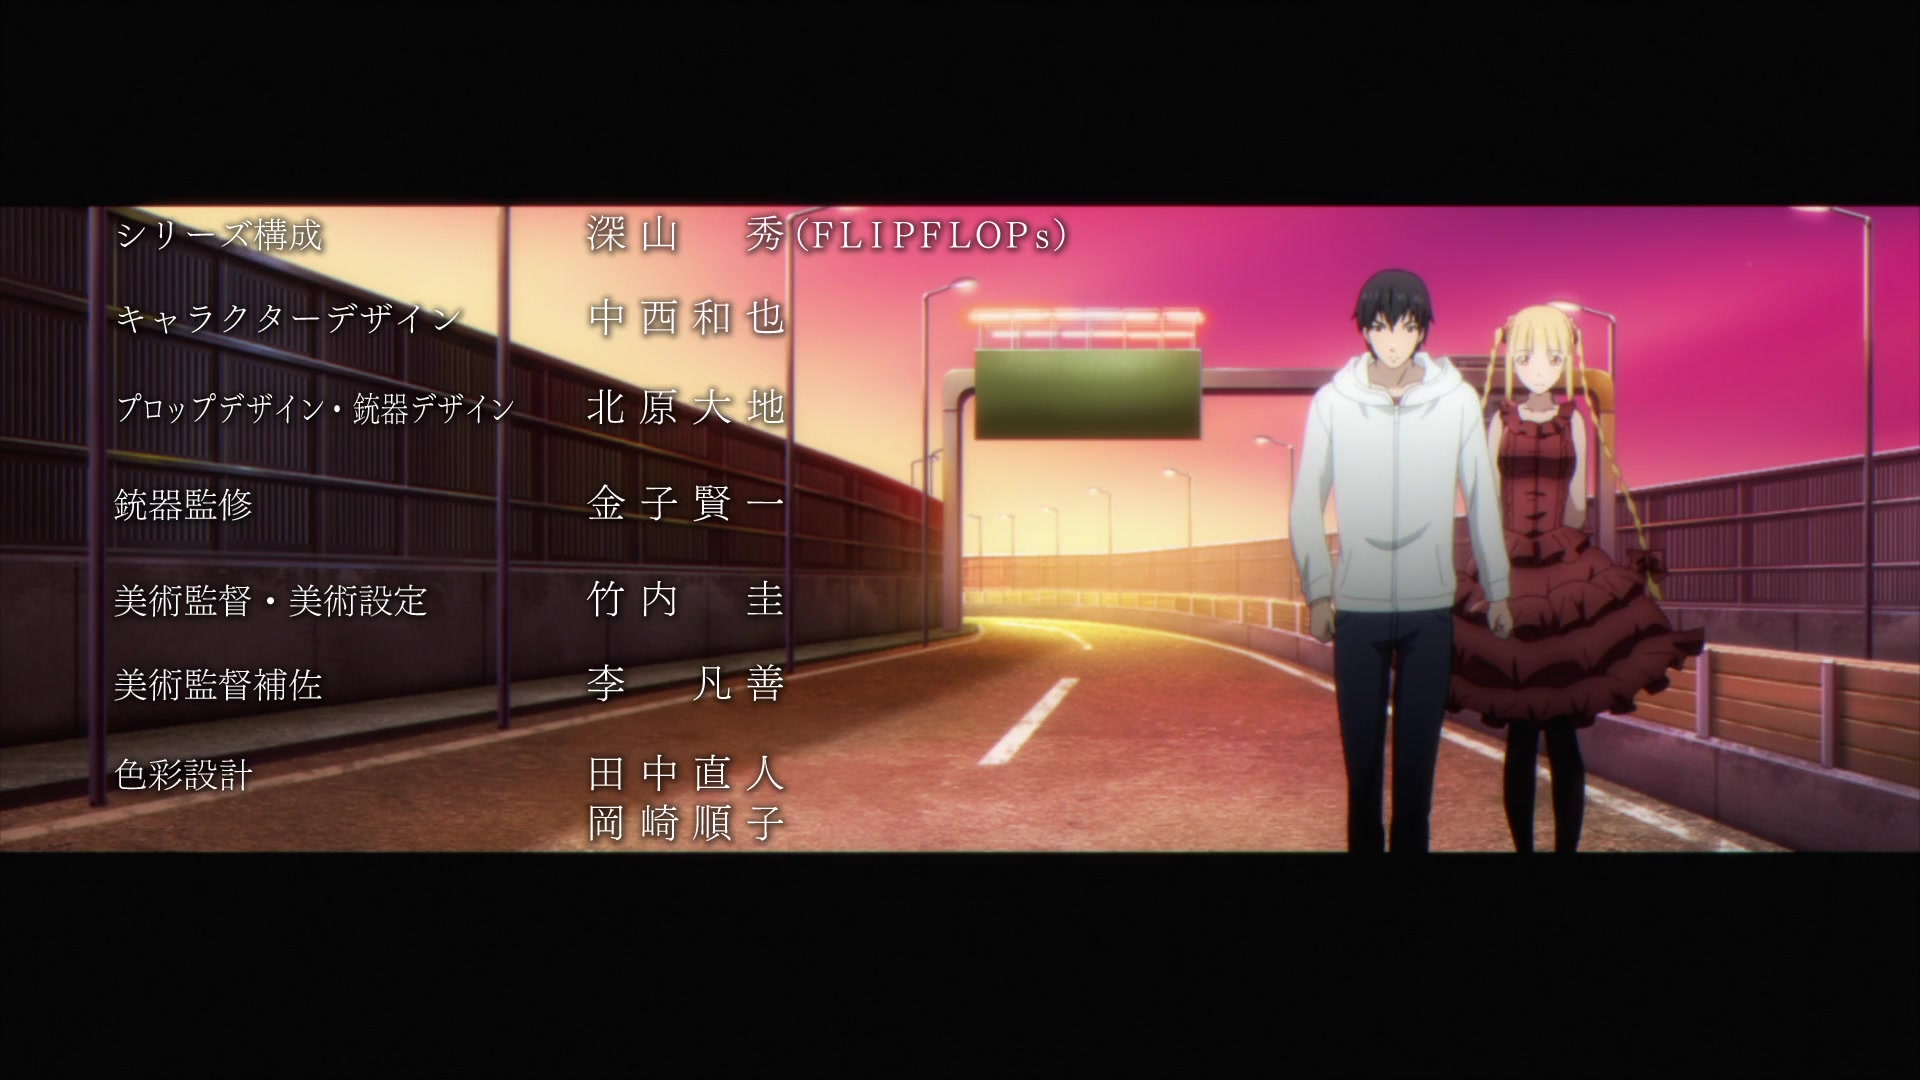 シリーズ構成 深山 秀(FLIPFLOPs)
キャラクターデザイン 中西和也
プロップデザイン・銃器デザイン 北原大地
銃器監修 金子賢一
美術監督・美術設定 竹内 圭
美術監督補佐 李 凡善
色彩設計 田中直人
岡崎順子